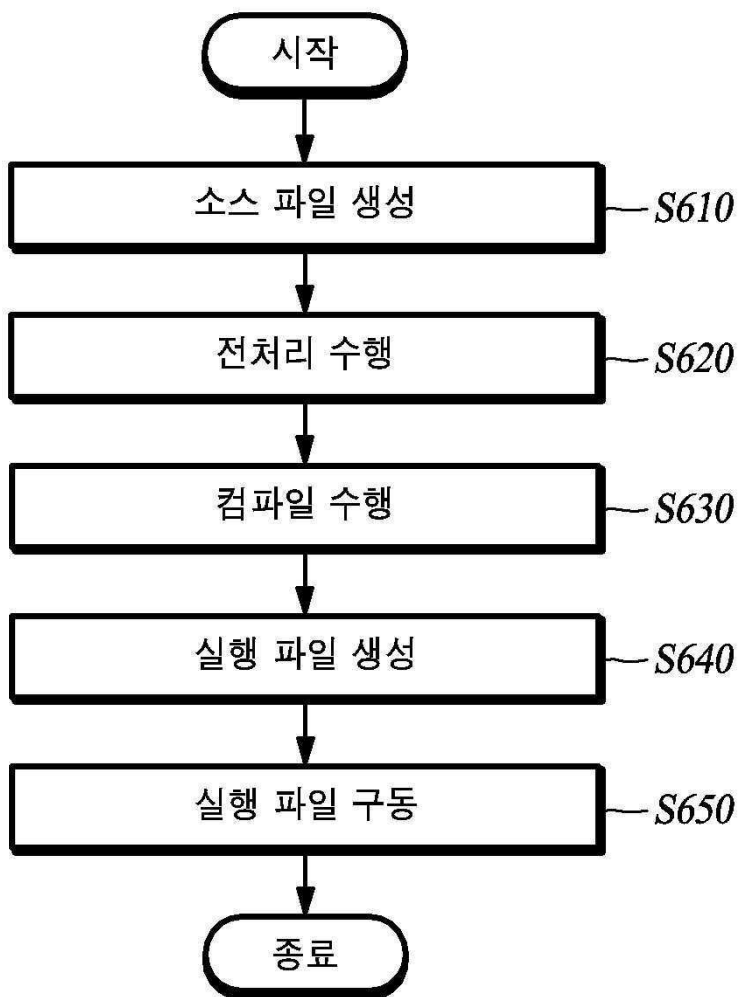 시작
소스 파일 생성
S610
전처리 수행
S620
컴파일 수행
S630
실행 파일 생성
S640
실행 파일 구동
S650
종료